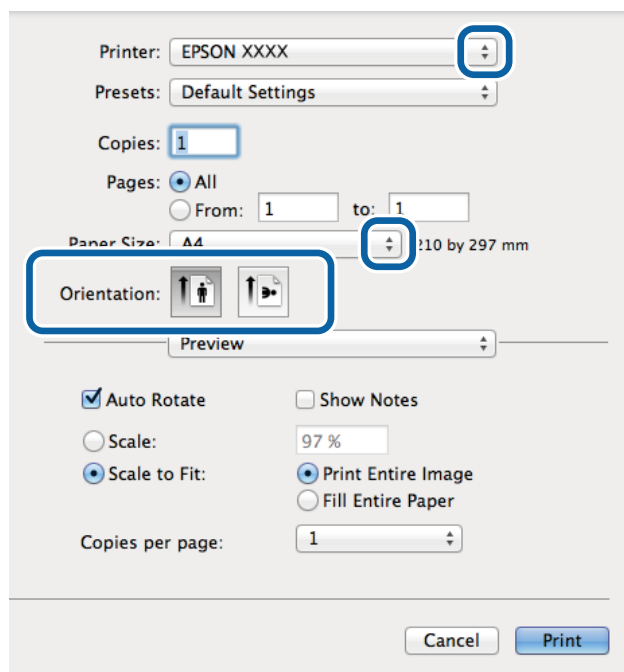 Printer: EPSON XXXX
Presets: Default Settings
Copies: 1
Pages: All
From: 1 to: 1
Paper Size: A4 210 by 297 mm
Orientation:
Preview
Auto Rotate Show Notes
Scale: 97 %
Scale to Fit: Print Entire Image
Fill Entire Paper
Copies per page: 1
Cancel Print